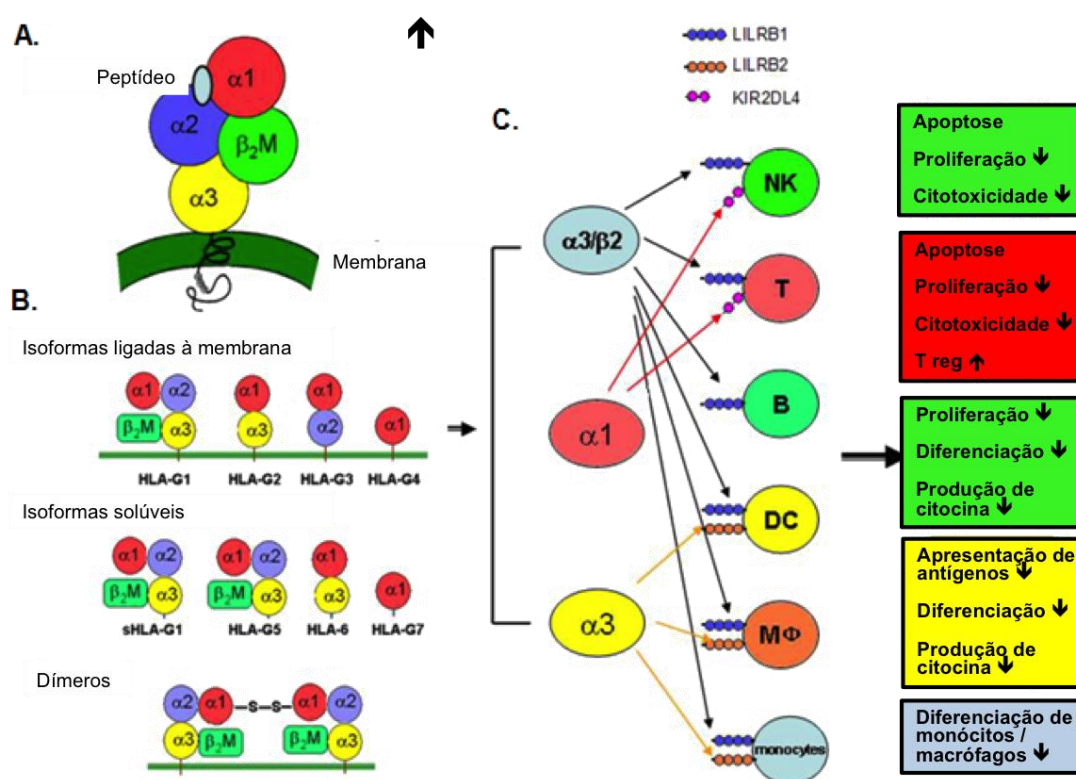 A.
Peptídeo
α1
α2
β₂M
α3
Membrana
B.
Isoformas ligadas à membrana
α1 α2
β₂M α3
α1
α3
α1
α2
α1
HLA-G1 HLA-G2 HLA-G3 HLA-G4
Isoformas solúveis
α1 α2
β₂M α3
α1 α2
β₂M α3
α1
α3
α1
sHLA-G1 HLA-G5 HLA-6 HLA-G7
Dímeros
α2 α1 –S–S– α1 α2
α3 β₂M β₂M α3
LILRB1
LILRB2
KIR2DL4
C.
α3/β2
α1
α3
NK
T
B
DC
MΦ
monocytes
Apoptose
Proliferação ↓
Citotoxicidade ↓
Apoptose
Proliferação ↓
Citotoxicidade ↓
T reg ↑
Proliferação ↓
Diferenciação ↓
Produção de
citocina ↓
Apresentação de
antígenos ↓
Diferenciação ↓
Produção de
citocina ↓
Diferenciação de
monócitos /
macrófagos ↓